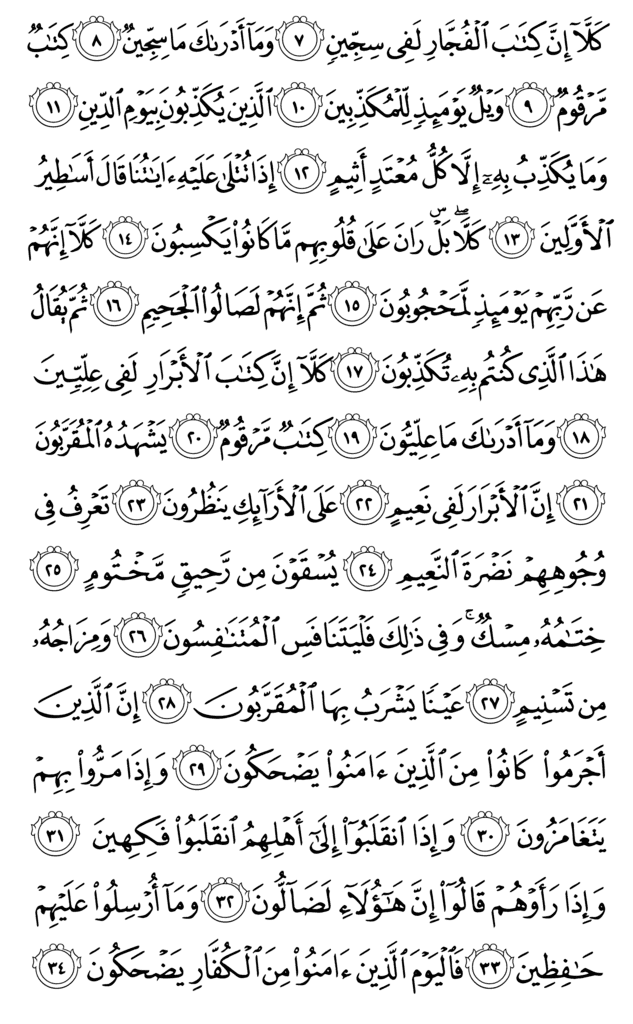 كَلَّآ إِنَّ كِتَٰبَ ٱلْفُجَّارِ لَفِى سِجِّينٍ ٧ وَمَآ أَدْرَىٰكَ مَا سِجِّينٌ ٨ كِتَٰبٌ
مَّرْقُومٌ ٩ وَيْلٌ يَوْمَئِذٍ لِّلْمُكَذِّبِينَ ١٠ ٱلَّذِينَ يُكَذِّبُونَ بِيَوْمِ ٱلدِّينِ ١١
وَمَا يُكَذِّبُ بِهِۦٓ إِلَّا كُلُّ مُعْتَدٍ أَثِيمٍ ١٢ إِذَا تُتْلَىٰ عَلَيْهِ ءَايَٰتُنَا قَالَ أَسَٰطِيرُ
ٱلْأَوَّلِينَ ١٣ كَلَّا ۖ بَلْ ۜ رَانَ عَلَىٰ قُلُوبِهِم مَّا كَانُوا۟ يَكْسِبُونَ ١٤ كَلَّآ إِنَّهُمْ
عَن رَّبِّهِمْ يَوْمَئِذٍ لَّمَحْجُوبُونَ ١٥ ثُمَّ إِنَّهُمْ لَصَالُوا۟ ٱلْجَحِيمِ ١٦ ثُمَّ يُقَالُ
هَٰذَا ٱلَّذِى كُنتُم بِهِۦ تُكَذِّبُونَ ١٧ كَلَّآ إِنَّ كِتَٰبَ ٱلْأَبْرَارِ لَفِى عِلِّيِّينَ
١٨ وَمَآ أَدْرَىٰكَ مَا عِلِّيُّونَ ١٩ كِتَٰبٌ مَّرْقُومٌ ٢٠ يَشْهَدُهُ ٱلْمُقَرَّبُونَ
٢١ إِنَّ ٱلْأَبْرَارَ لَفِى نَعِيمٍ ٢٢ عَلَى ٱلْأَرَآئِكِ يَنظُرُونَ ٢٣ تَعْرِفُ فِى
وُجُوهِهِمْ نَضْرَةَ ٱلنَّعِيمِ ٢٤ يُسْقَوْنَ مِن رَّحِيقٍ مَّخْتُومٍ ٢٥
خِتَٰمُهُۥ مِسْكٌ ۚ وَفِى ذَٰلِكَ فَلْيَتَنَافَسِ ٱلْمُتَنَٰفِسُونَ ٢٦ وَمِزَاجُهُۥ
مِن تَسْنِيمٍ ٢٧ عَيْنًا يَشْرَبُ بِهَا ٱلْمُقَرَّبُونَ ٢٨ إِنَّ ٱلَّذِينَ
أَجْرَمُوا۟ كَانُوا۟ مِنَ ٱلَّذِينَ ءَامَنُوا۟ يَضْحَكُونَ ٢٩ وَإِذَا مَرُّوا۟ بِهِمْ
يَتَغَامَزُونَ ٣٠ وَإِذَا ٱنقَلَبُوٓا۟ إِلَىٰٓ أَهْلِهِمُ ٱنقَلَبُوا۟ فَكِهِينَ ٣١
وَإِذَا رَأَوْهُمْ قَالُوٓا۟ إِنَّ هَٰٓؤُلَآءِ لَضَآلُّونَ ٣٢ وَمَآ أُرْسِلُوا۟ عَلَيْهِمْ
حَٰفِظِينَ ٣٣ فَٱلْيَوْمَ ٱلَّذِينَ ءَامَنُوا۟ مِنَ ٱلْكُفَّارِ يَضْحَكُونَ ٣٤